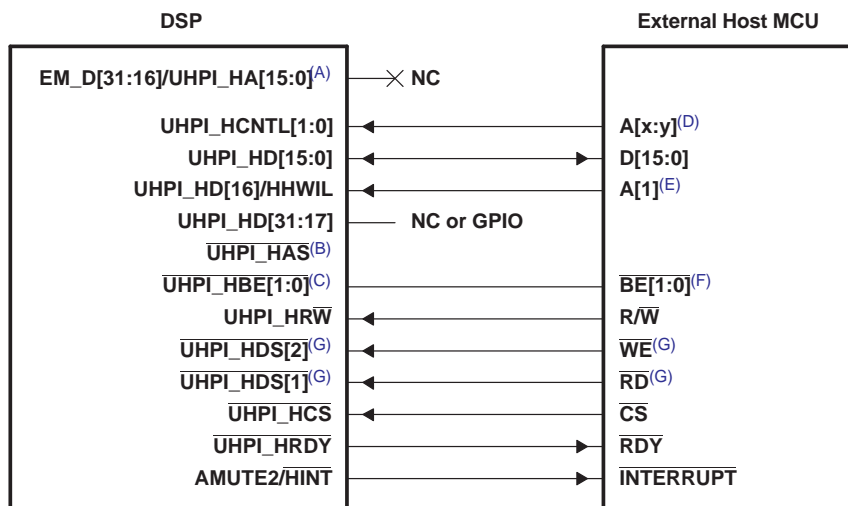 DSP External Host MCU
EM_D[31:16]/UHPI_HA[15:0](A) NC
UHPI_HCNTL[1:0] A[x:y](D)
UHPI_HD[15:0] D[15:0]
UHPI_HD[16]/HHWIL A[1](E)
UHPI_HD[31:17] NC or GPIO
UHPI_HAS(B)
UHPI_HBE[1:0](C) BE[1:0](F)
UHPI_HRW R/W
UHPI_HDS[2](G) WE(G)
UHPI_HDS[1](G) RD(G)
UHPI_HCS CS
UHPI_HRDY RDY
AMUTE2/HINT INTERRUPT